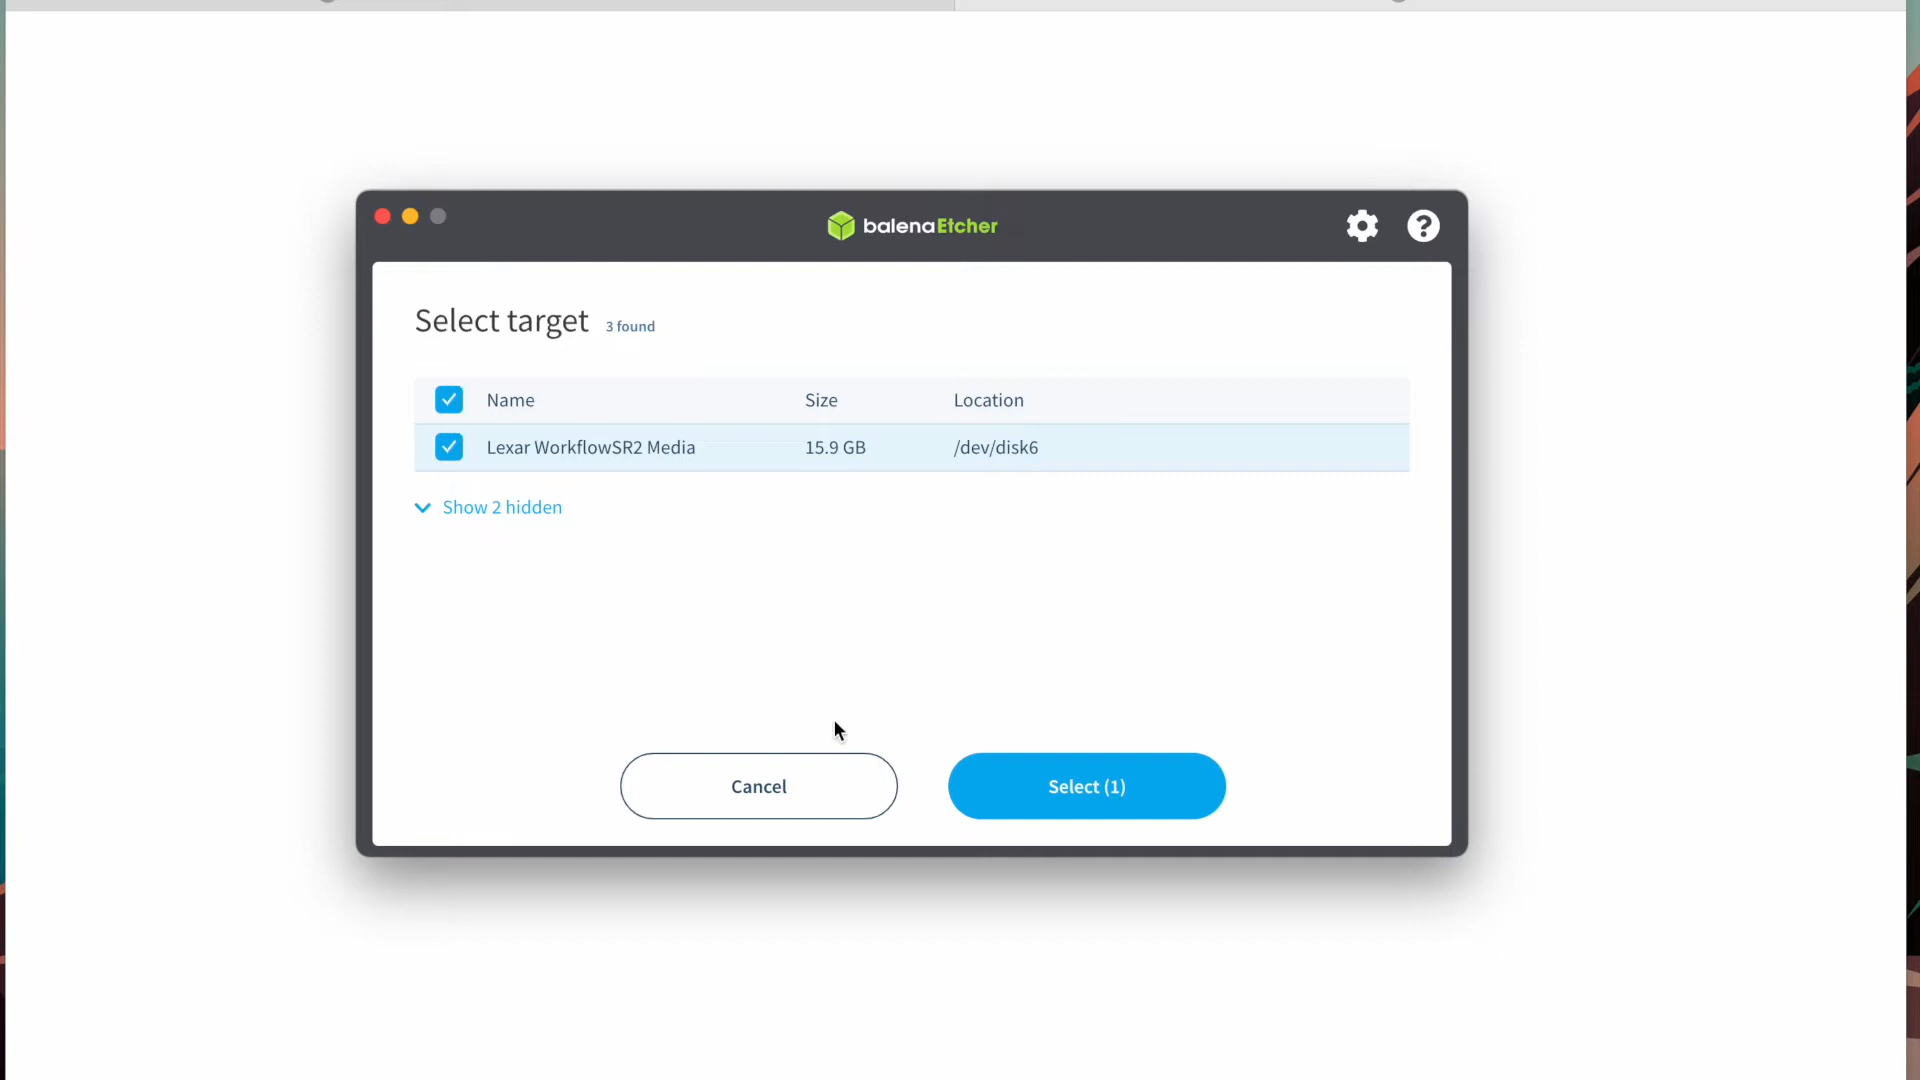 balenaEtcher
Select target 3 found
Name Size Location
Lexar WorkflowSR2 Media 15.9 GB /dev/disk6
Show 2 hidden
Cancel Select (1)